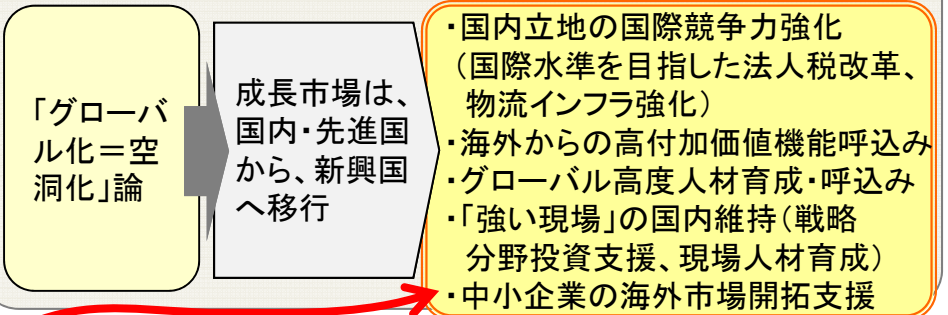 「グローバ
ル化＝空
洞化」論
成長市場は、
国内・先進国
から、新興国
へ移行
・国内立地の国際競争力強化
（国際水準を目指した法人税改革、
物流インフラ強化）
・海外からの高付加価値機能呼込み
・グローバル高度人材育成・呼込み
・「強い現場」の国内維持（戦略
分野投資支援、現場人材育成）
・中小企業の海外市場開拓支援